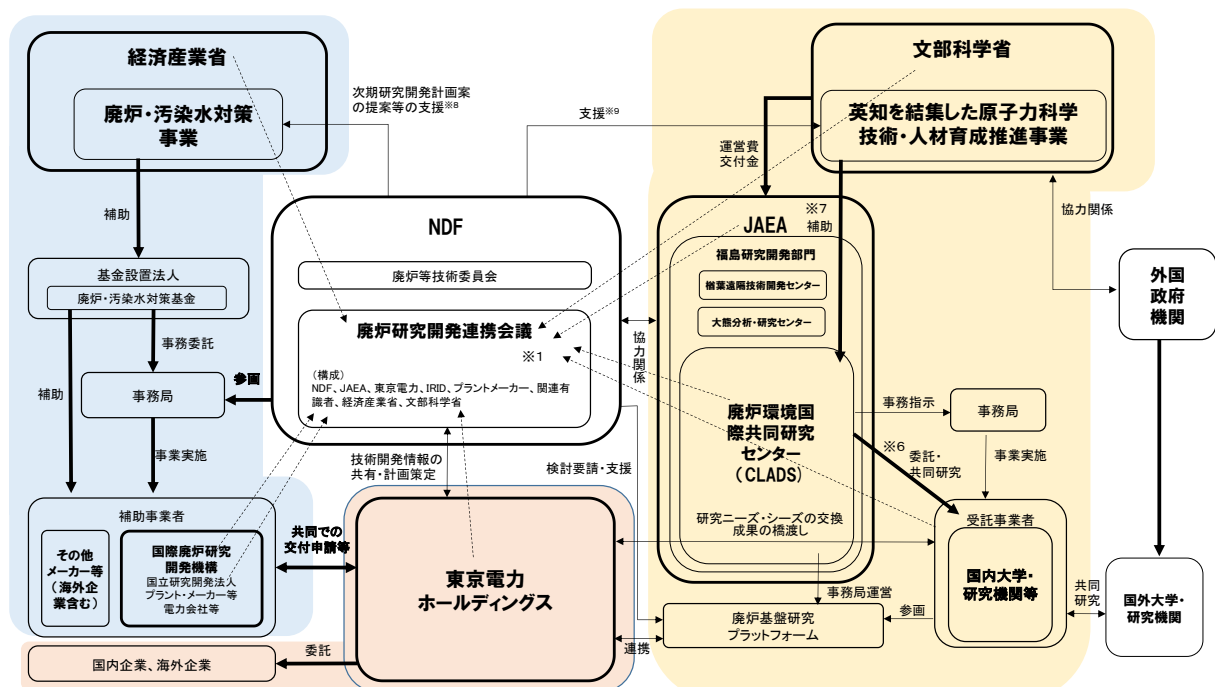 経済産業省
廃炉・汚染水対策
事業
次期研究開発計画案
の提案等の支援※8
支援※9
文部科学省
英知を結集した原子力科学
技術・人材育成推進事業
運営費
交付金
補助
NDF
廃炉等技術委員会
※7
JAEA
補助
福島研究開発部門
楢葉遠隔技術開発センター
大熊分析・研究センター
協力関係
外国
政府
機関
基金設置法人
廃炉・汚染水対策基金
事務委託
補助
事務局
参画
事業実施
廃炉研究開発連携会議
※1
(構成)
NDF、JAEA、東京電力、IRID、プラントメーカー、関連有
識者、経済産業省、文部科学省
協
力
関
係
廃炉環境国
際共同研究
センター
(CLADS)
事務指示
事務局
※6
委託・
共同研究
事業実施
研究ニーズ・シーズの交換
成果の橋渡し
技術開発情報の
共有・計画策定
検討要請・支援
補助事業者
その他
メーカー等
(海外企
業含む)
国際廃炉研究
開発機構
国立研究開発法人
プラント・メーカー等
電力会社等
共同での
交付申請等
東京電力
ホールディングス
受託事業者
国内大学・
研究機関等
共同
研究
国外大学・
研究機関
事務局運営
廃炉基盤研究
プラットフォーム
参画
連携
委託
国内企業、海外企業